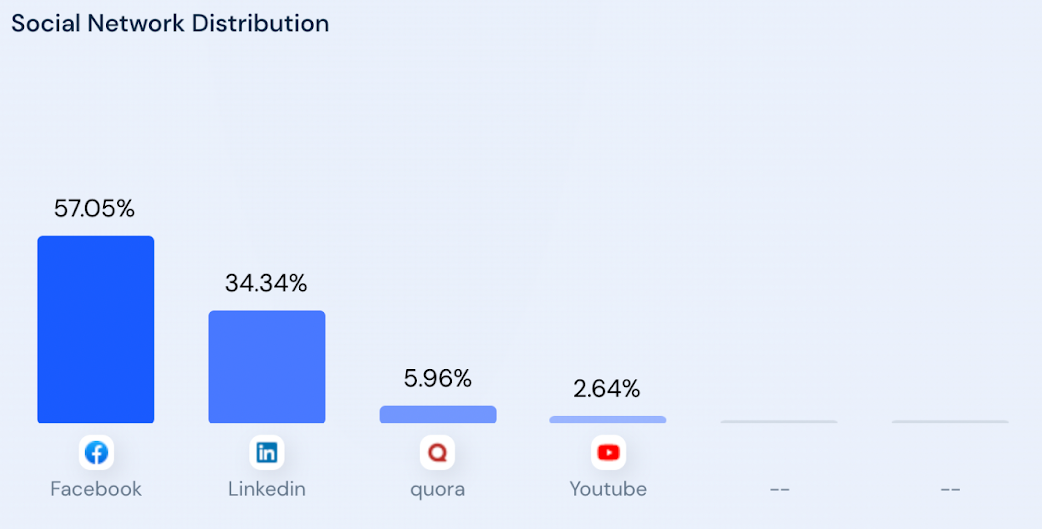 Social Network Distribution
57.05%
34.34%
5.96%
2.64%
Facebook
Linkedin
quora
Youtube
--
--